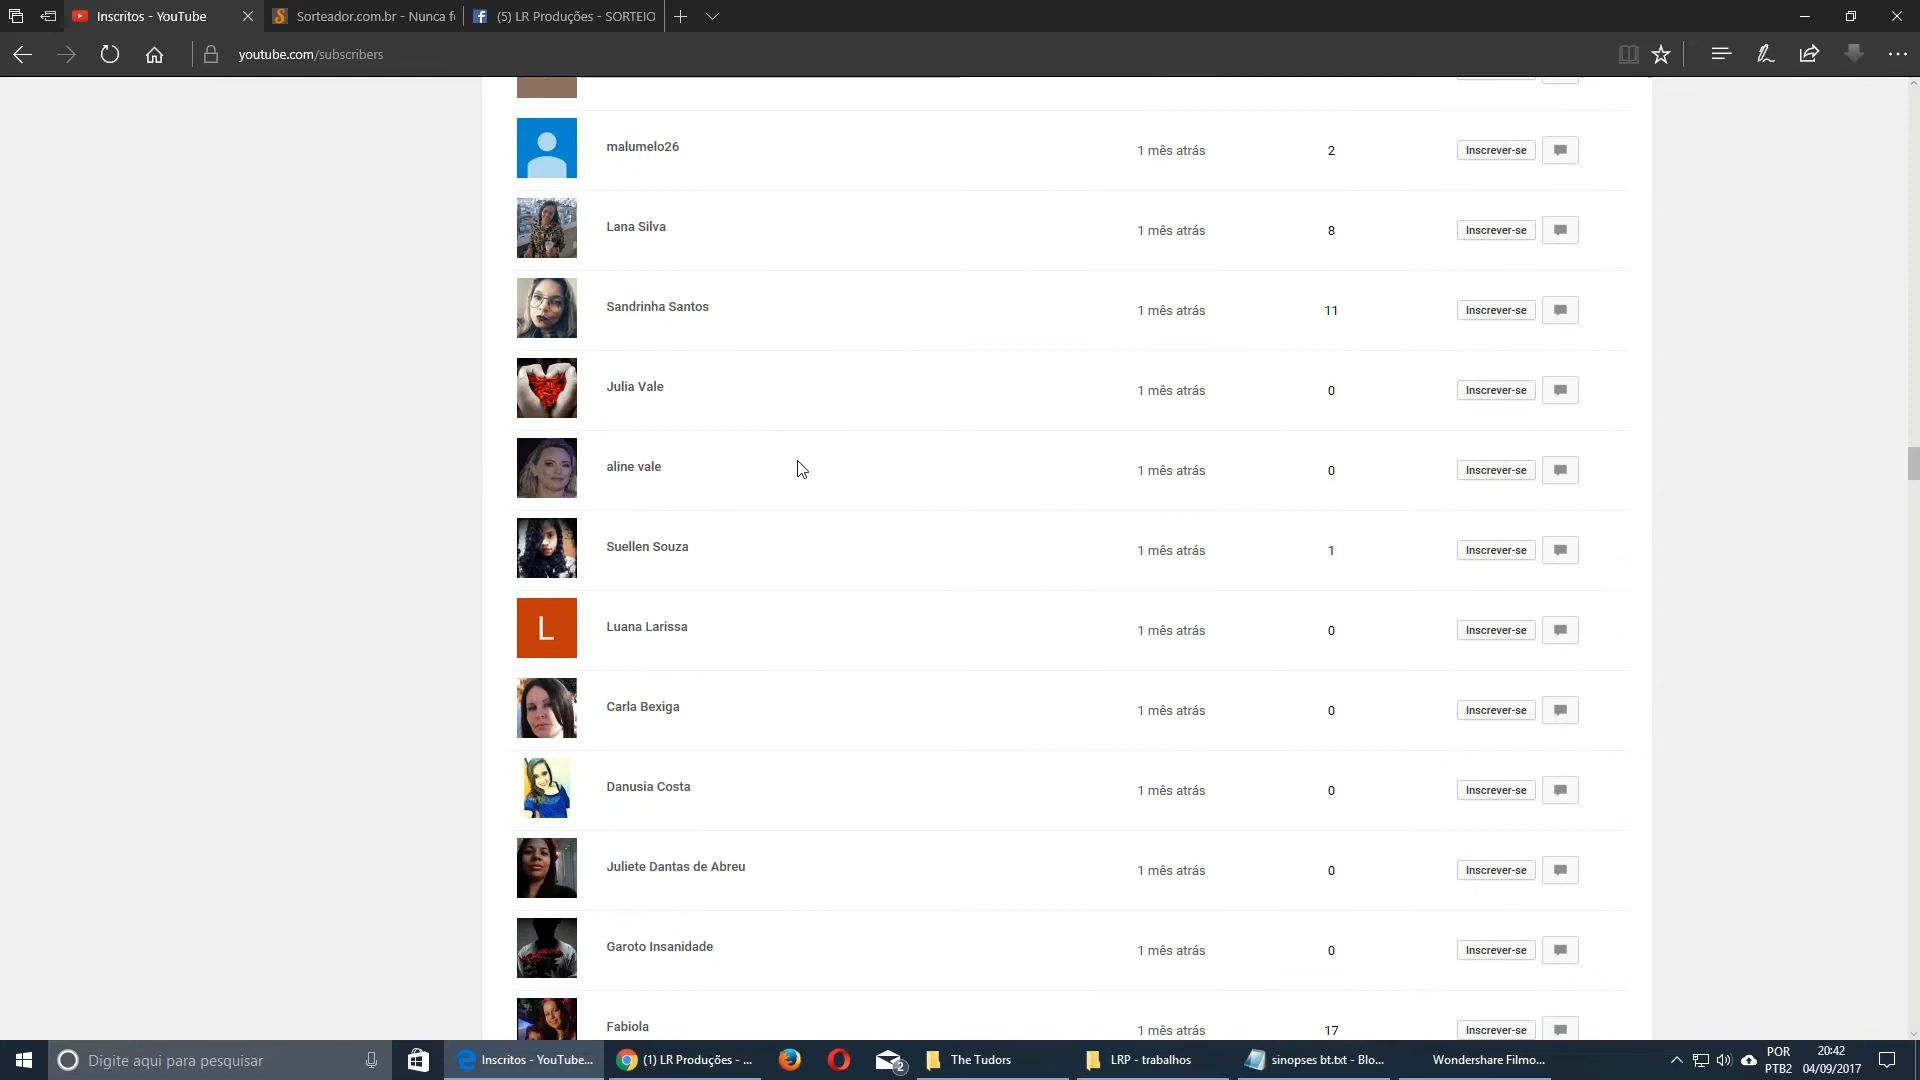 Inscritos - YouTube
Sorteador.com.br - Nunca f
(5) LR Produções - SORTEIO
youtube.com/subscribers
malumelo26 1 mês atrás 2 Inscrever-se
Lana Silva 1 mês atrás 8 Inscrever-se
Sandrinha Santos 1 mês atrás 11 Inscrever-se
Julia Vale 1 mês atrás 0 Inscrever-se
aline vale 1 mês atrás 0 Inscrever-se
Suellen Souza 1 mês atrás 1 Inscrever-se
L Luana Larissa 1 mês atrás 0 Inscrever-se
Carla Bexiga 1 mês atrás 0 Inscrever-se
Danusia Costa 1 mês atrás 0 Inscrever-se
Juliete Dantas de Abreu 1 mês atrás 0 Inscrever-se
Garoto Insanidade 1 mês atrás 0 Inscrever-se
Fabiola 1 mês atrás 17 Inscrever-se
Digite aqui para pesquisar
Inscritos - YouTube...
(1) LR Produções - ...
2
The Tudors
LRP - trabalhos
sinopses bt.txt - Blo...
Wondershare Filmo...
POR
PTB2
20:42
04/09/2017